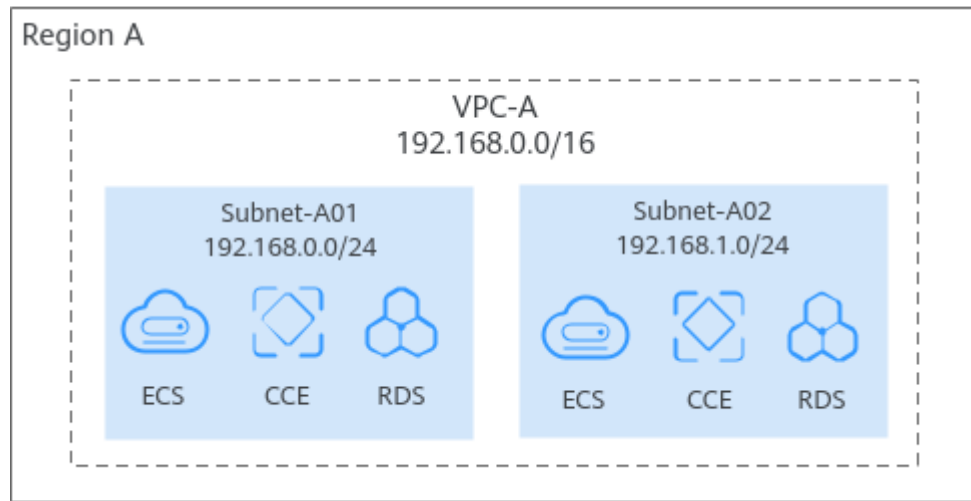 Region A
VPC-A
192.168.0.0/16
Subnet-A01
192.168.0.0/24
ECS
CCE
RDS
Subnet-A02
192.168.1.0/24
ECS
CCE
RDS